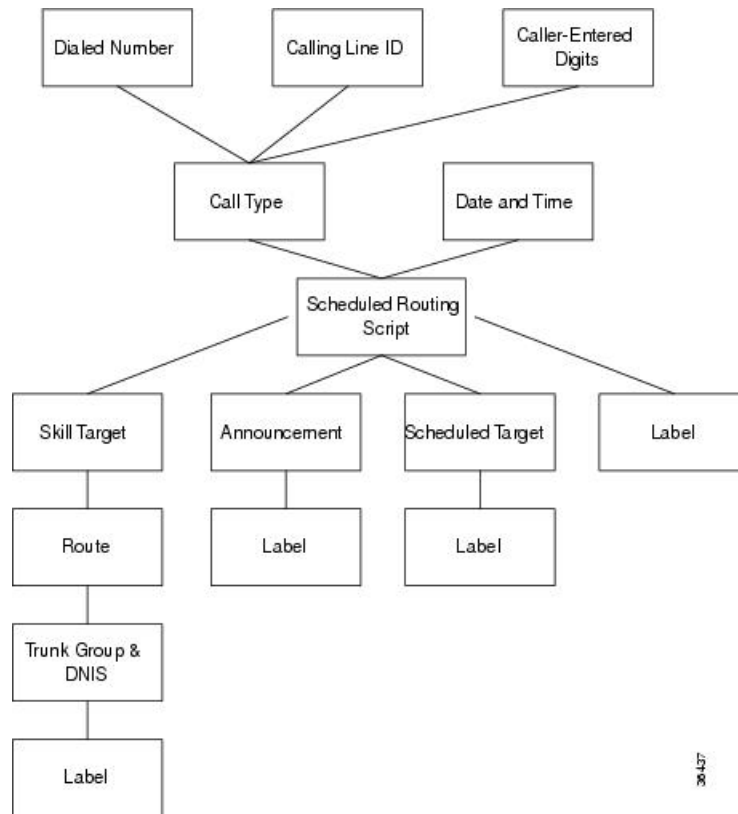 Dialed Number
Calling Line ID
Caller-Entered
Digits
Call Type
Date and Time
Scheduled Routing
Script
Skill Target
Announcement
Scheduled Target
Label
Route
Label
Label
Trunk Group &
DNIS
Label
38437